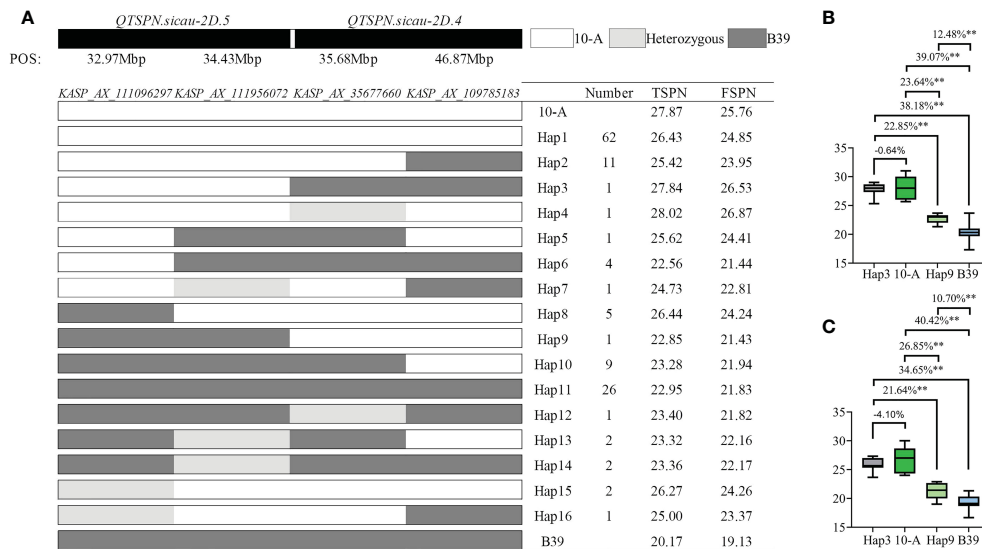 A
QTSPN.sicau-2D.5 QTSPN.sicau-2D.4
10-A Heterozygous B39
POS: 32.97Mbp 34.43Mbp 35.68Mbp 46.87Mbp
KASP_AX_111096297 KASP_AX_111956072 KASP_AX_35677660 KASP_AX_109785183 Number TSPN FSPN
10-A 27.87 25.76
Hap1 62 26.43 24.85
Hap2 11 25.42 23.95
Hap3 1 27.84 26.53
Hap4 1 28.02 26.87
Hap5 1 25.62 24.41
Hap6 4 22.56 21.44
Hap7 1 24.73 22.81
Hap8 5 26.44 24.24
Hap9 1 22.85 21.43
Hap10 9 23.28 21.94
Hap11 26 22.95 21.83
Hap12 1 23.40 21.82
Hap13 2 23.32 22.16
Hap14 2 23.36 22.17
Hap15 2 26.27 24.26
Hap16 1 25.00 23.37
B39 20.17 19.13
B
12.48%**
39.07%**
23.64%**
38.18%**
22.85%**
-0.64%
35
30
25
20
15
Hap3 10-A Hap9 B39
C
10.70%**
40.42%**
26.85%**
34.65%**
21.64%**
-4.10%
35
30
25
20
15
Hap3 10-A Hap9 B39